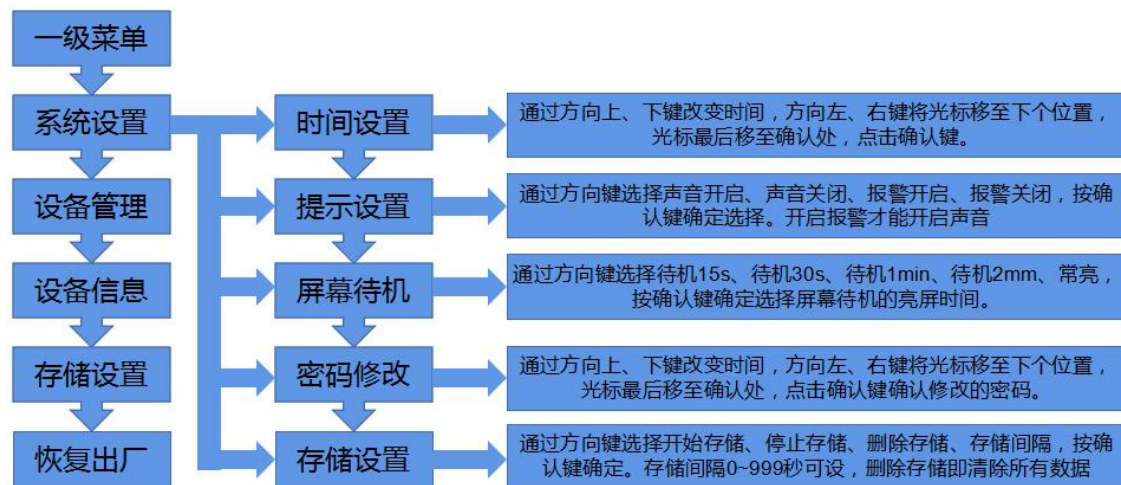 一级菜单
系统设置
时间设置
通过方向上、下键改变时间，方向左、右键将光标移至下个位置，
光标最后移至确认处，点击确认键。
设备管理
提示设置
通过方向键选择声音开启、声音关闭、报警开启、报警关闭，按确
认键确定选择。开启报警才能开启声音
设备信息
屏幕待机
通过方向键选择待机15s、待机30s、待机1min、待机2mm、常亮，
按确认键确定选择屏幕待机的亮屏时间。
存储设置
密码修改
通过方向上、下键改变时间，方向左、右键将光标移至下个位置，
光标最后移至确认处，点击确认键确认修改的密码。
恢复出厂
存储设置
通过方向键选择开始存储、停止存储、删除存储、存储间隔，按确
认键确定。存储间隔0~999秒可设，删除存储即清除所有数据